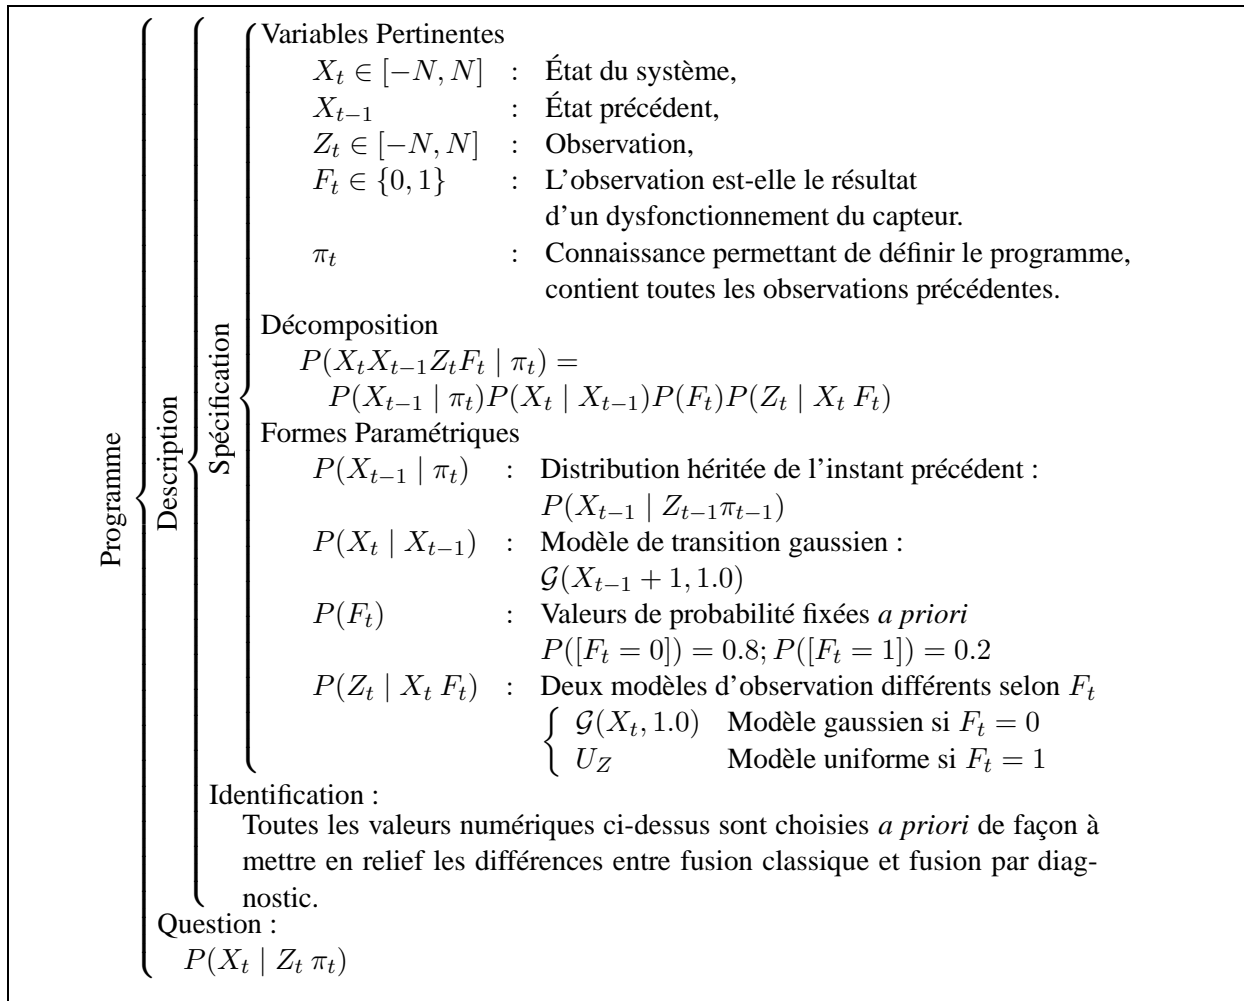 Programme
Description
Spécification
Variables Pertinentes
X_t ∈ [−N, N] : État du système,
X_{t−1} : État précédent,
Z_t ∈ [−N, N] : Observation,
F_t ∈ {0, 1} : L'observation est-elle le résultat
d'un dysfonctionnement du capteur.
π_t : Connaissance permettant de définir le programme,
contient toutes les observations précédentes.
Décomposition
P(X_t X_{t−1} Z_t F_t | π_t) =
P(X_{t−1} | π_t)P(X_t | X_{t−1})P(F_t)P(Z_t | X_t F_t)
Formes Paramétriques
P(X_{t−1} | π_t) : Distribution héritée de l'instant précédent :
P(X_{t−1} | Z_{t−1}π_{t−1})
P(X_t | X_{t−1}) : Modèle de transition gaussien :
𝒢(X_{t−1} + 1, 1.0)
P(F_t) : Valeurs de probabilité fixées a priori
P([F_t = 0]) = 0.8; P([F_t = 1]) = 0.2
P(Z_t | X_t F_t) : Deux modèles d'observation différents selon F_t
𝒢(X_t, 1.0) Modèle gaussien si F_t = 0
U_Z Modèle uniforme si F_t = 1
Identification :
Toutes les valeurs numériques ci-dessus sont choisies a priori de façon à
mettre en relief les différences entre fusion classique et fusion par diag-
nostic.
Question :
P(X_t | Z_t π_t)